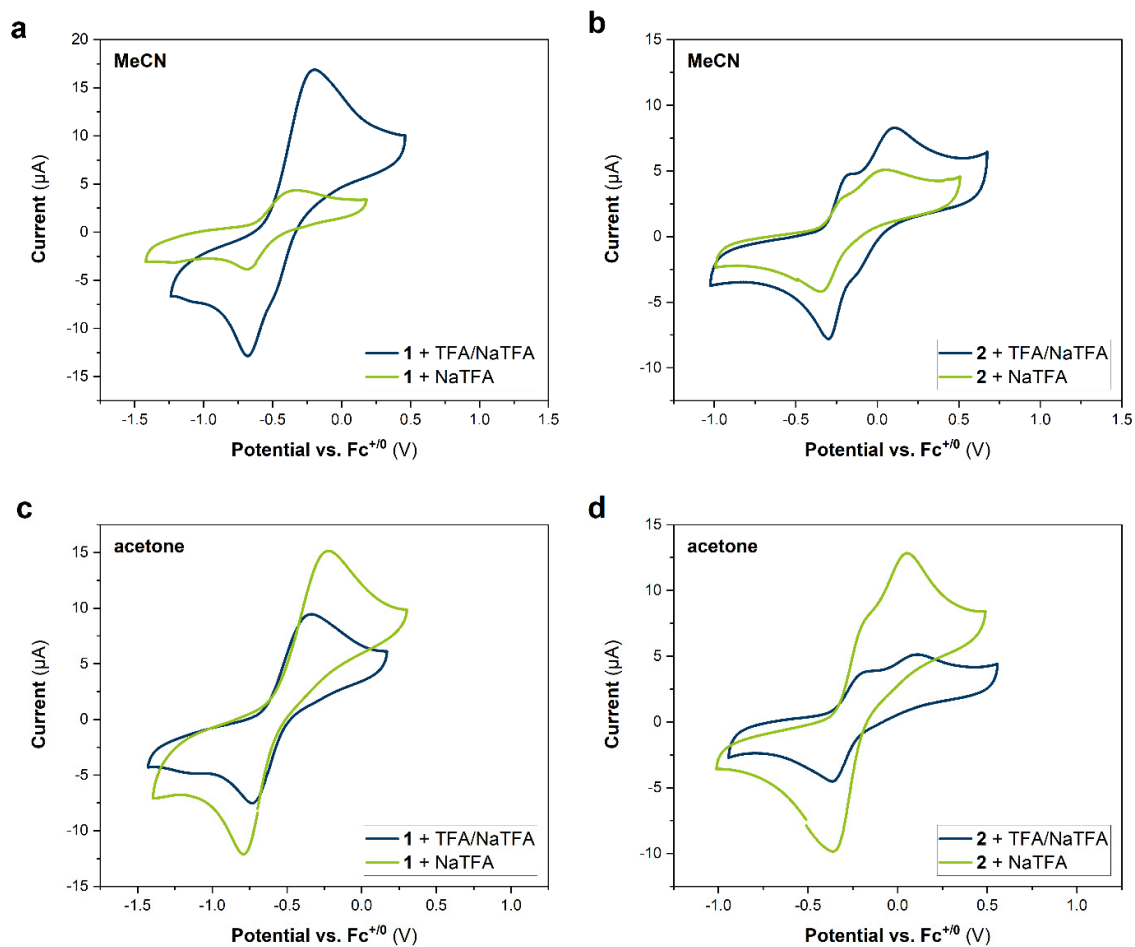 a
MeCN
20
15
10
5
0
-5
-10
-15
Current (µA)
-1.5 -1.0 -0.5 0.0 0.5 1.0 1.5
Potential vs. Fc+/0 (V)
1 + TFA/NaTFA
1 + NaTFA
b
MeCN
15
10
5
0
-5
-10
Current (µA)
-1.0 -0.5 0.0 0.5 1.0 1.5
Potential vs. Fc+/0 (V)
2 + TFA/NaTFA
2 + NaTFA
c
acetone
15
10
5
0
-5
-10
-15
Current (µA)
-1.5 -1.0 -0.5 0.0 0.5 1.0
Potential vs. Fc+/0 (V)
1 + TFA/NaTFA
1 + NaTFA
d
acetone
15
10
5
0
-5
-10
Current (µA)
-1.0 -0.5 0.0 0.5 1.0
Potential vs. Fc+/0 (V)
2 + TFA/NaTFA
2 + NaTFA